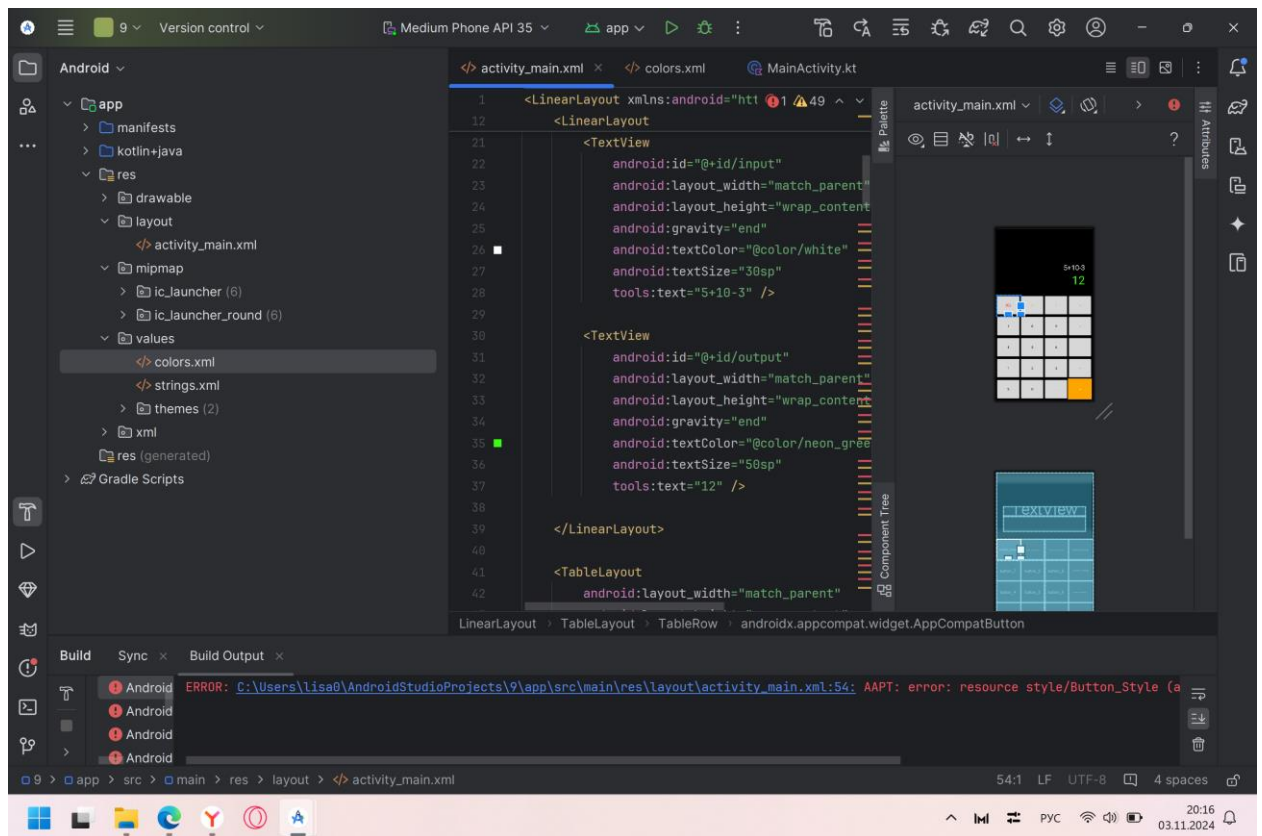 9 Version control Medium Phone API 35 app
Android
activity_main.xml colors.xml MainActivity.kt
app
manifests
kotlin+java
res
drawable
layout
activity_main.xml
mipmap
ic_launcher (6)
ic_launcher_round (6)
values
colors.xml
strings.xml
themes (2)
xml
res (generated)
Gradle Scripts
1 <LinearLayout xmlns:android="htt 1 49
12 <LinearLayout
21 <TextView
22 android:id="@+id/input"
23 android:layout_width="match_parent"
24 android:layout_height="wrap_content
25 android:gravity="end"
26 android:textColor="@color/white"
27 android:textSize="30sp"
28 tools:text="5+10-3" />
29
30 <TextView
31 android:id="@+id/output"
32 android:layout_width="match_parent"
33 android:layout_height="wrap_content
34 android:gravity="end"
35 android:textColor="@color/neon_gree
36 android:textSize="50sp"
37 tools:text="12" />
38
39 </LinearLayout>
40
41 <TableLayout
42 android:layout_width="match_parent"
LinearLayout > TableLayout > TableRow > androidx.appcompat.widget.AppCompatButton
Palette
Component Tree
activity_main.xml
?
Attributes
5+10-3
12
TextView
Build Sync Build Output
Android
Android
Android
Android
ERROR: C:\Users\lisa0\AndroidStudioProjects\9\app\src\main\res\layout\activity_main.xml:54: AAPT: error: resource style/Button_Style (a
9 > app > src > main > res > layout > activity_main.xml 54:1 LF UTF-8 4 spaces
РУС 20:16
03.11.2024